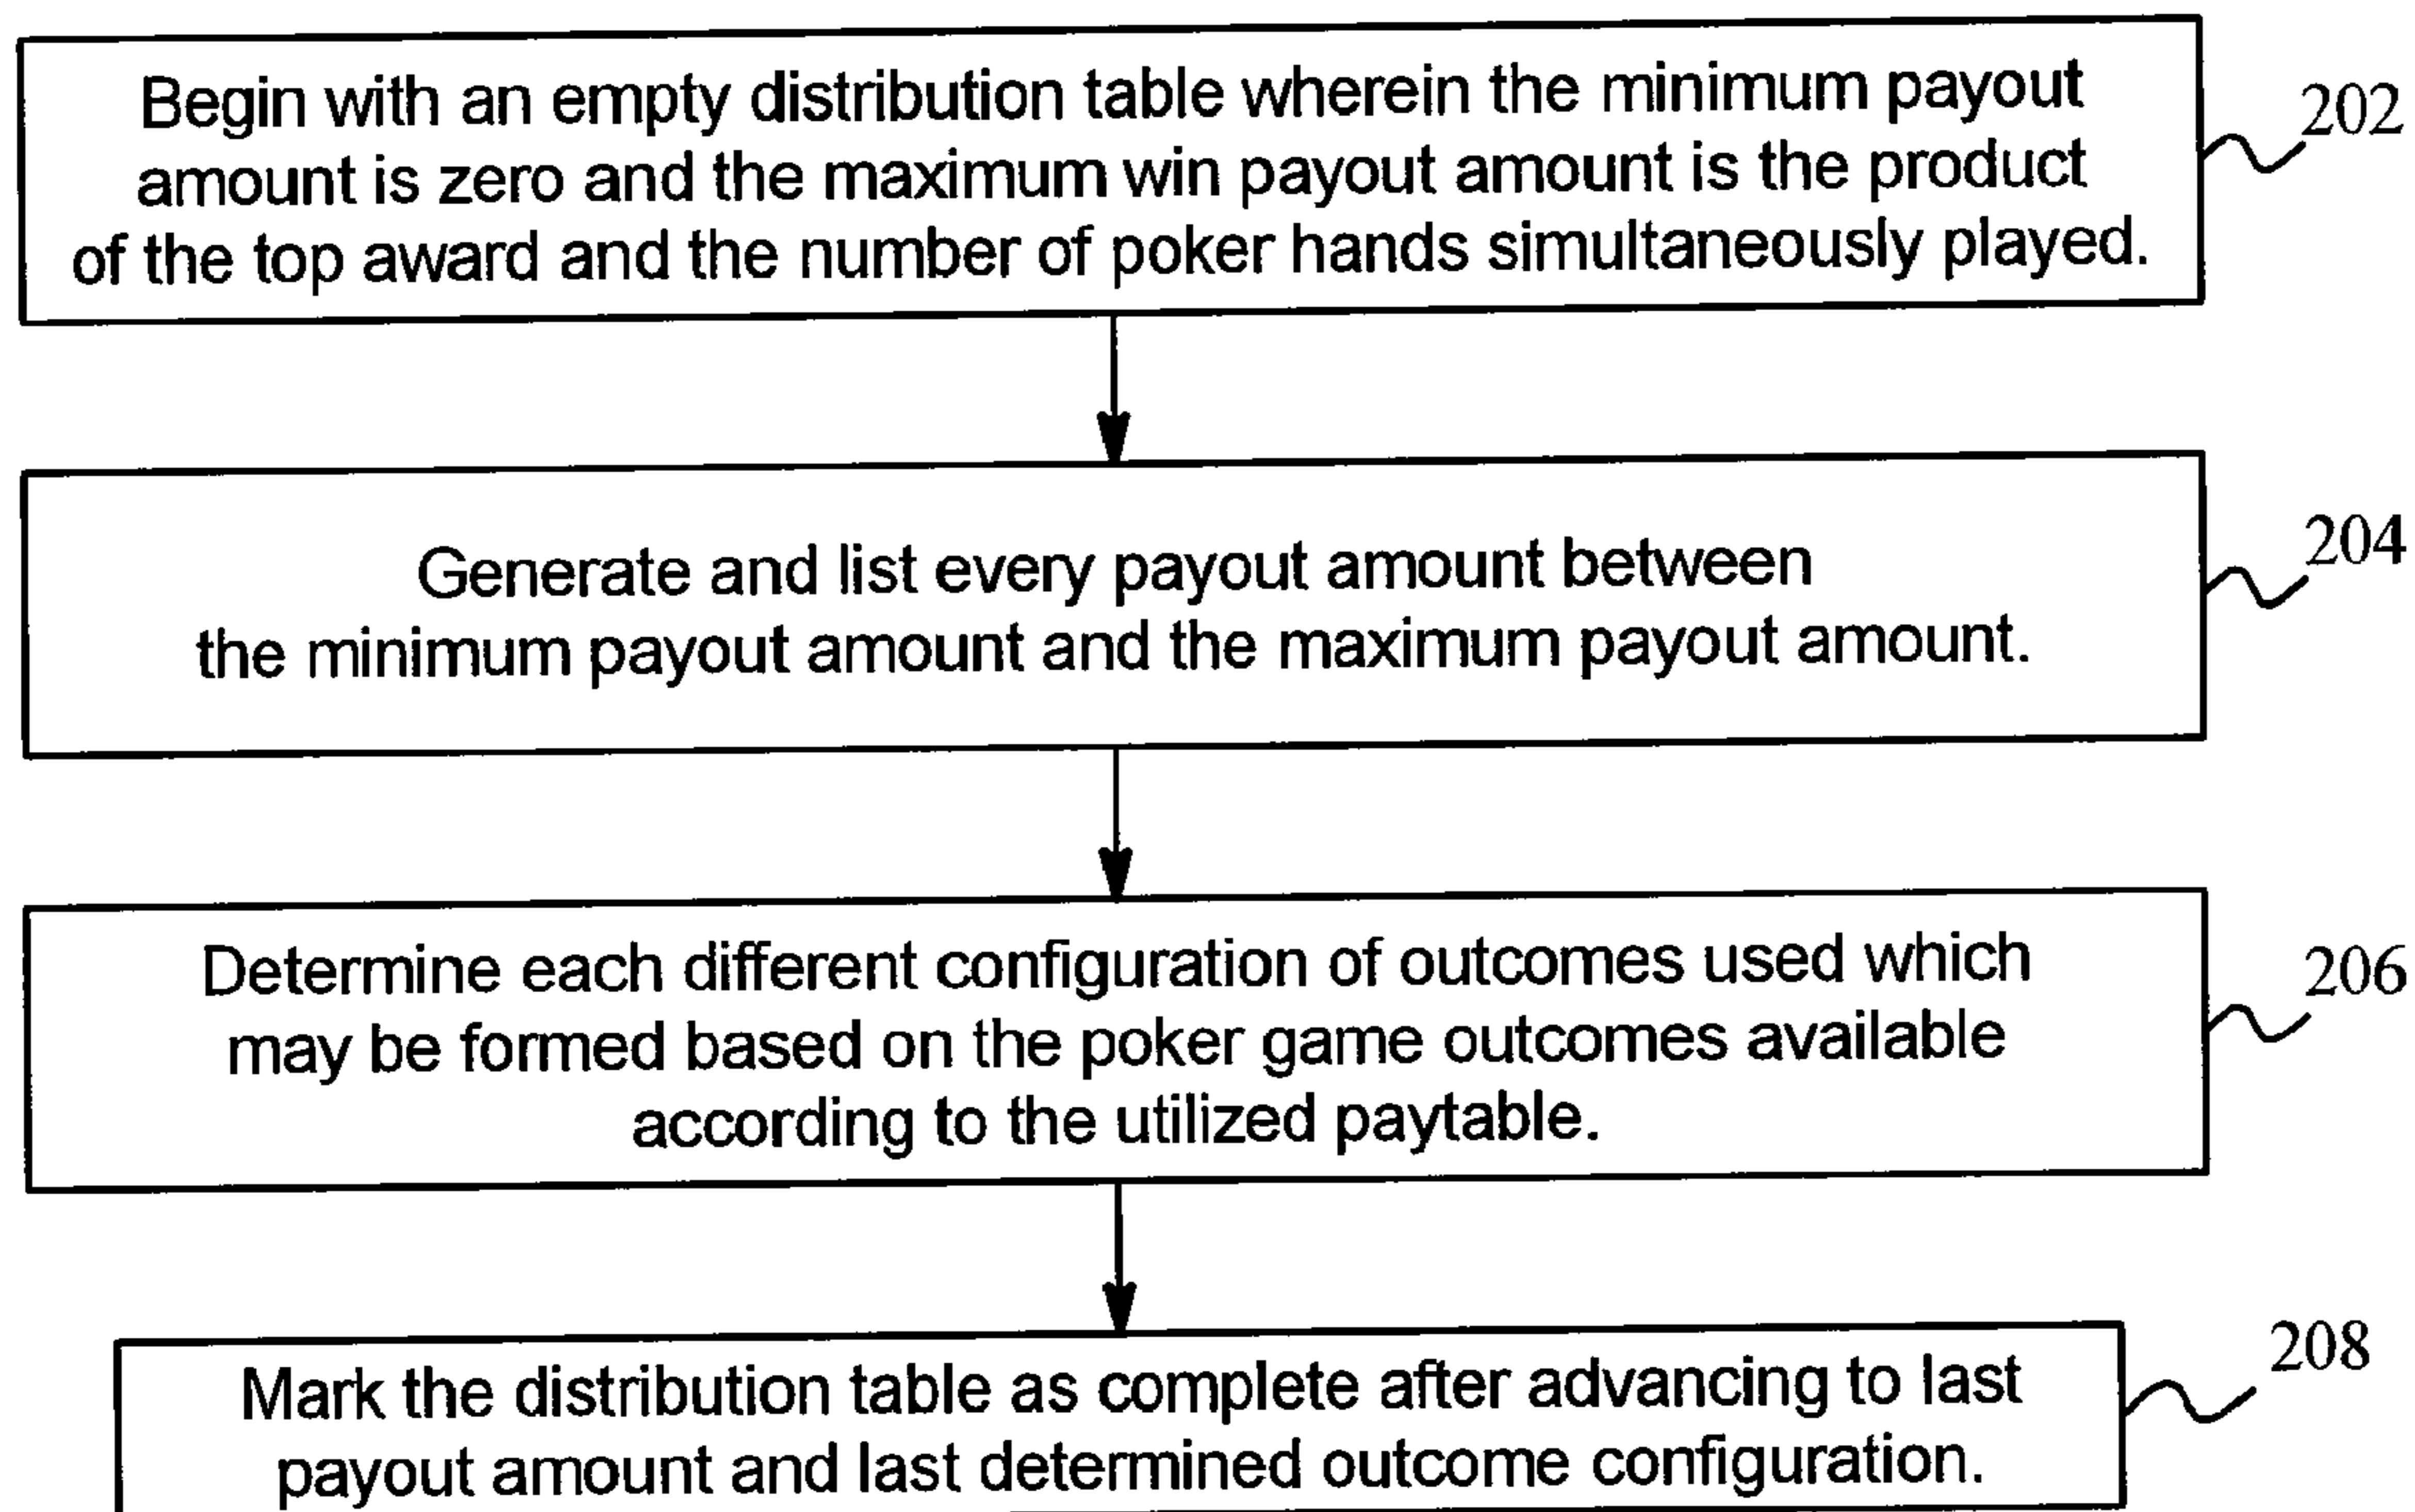 Begin with an empty distribution table wherein the minimum payout
amount is zero and the maximum win payout amount is the product
of the top award and the number of poker hands simultaneously played.
202
Generate and list every payout amount between
the minimum payout amount and the maximum payout amount.
204
Determine each different configuration of outcomes used which
may be formed based on the poker game outcomes available
according to the utilized paytable.
206
Mark the distribution table as complete after advancing to last
payout amount and last determined outcome configuration.
208